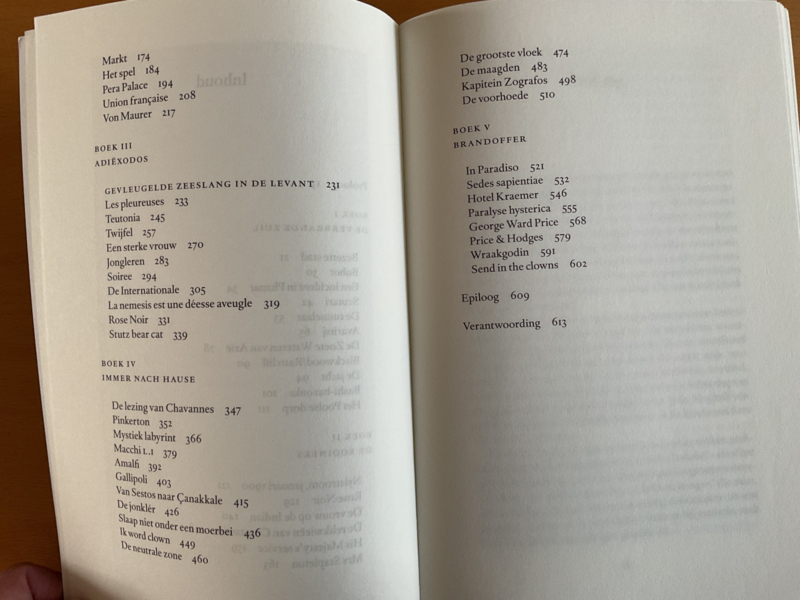 Markt 174
Het spel 184
Pera Palace 194
Union française 208
Von Maurer 217
BOEK III
ADIÉXODOS
GEVLEUGELDE ZEESLANG IN DE LEVANT 231
Les pleureuses 233
Teutonia 245
Twijfel 257
Een sterke vrouw 270
Jongleren 283
Soiree 294
De Internationale 305
La nemesis est une déesse aveugle 319
Rose Noir 331
Stutz bear cat 339
BOEK IV
IMMER NACH HAUSE
De lezing van Chavannes 347
Pinkerton 352
Mystiek labyrint 366
Macchi L.1 379
Amalfi 392
Gallipoli 403
Van Sestos naar Çanakkale 415
De jonklér 426
Slaap niet onder een moerbei 436
Ik word clown 449
De neutrale zone 460
De grootste vloek 474
De maagden 483
Kapitein Zografos 498
De voorhoede 510
BOEK V
BRANDOFFER
In Paradiso 521
Sedes sapientiae 532
Hotel Kraemer 546
Paralyse hysterica 555
George Ward Price 568
Price & Hodges 579
Wraakgodin 591
Send in the clowns 602
Epiloog 609
Verantwoording 613